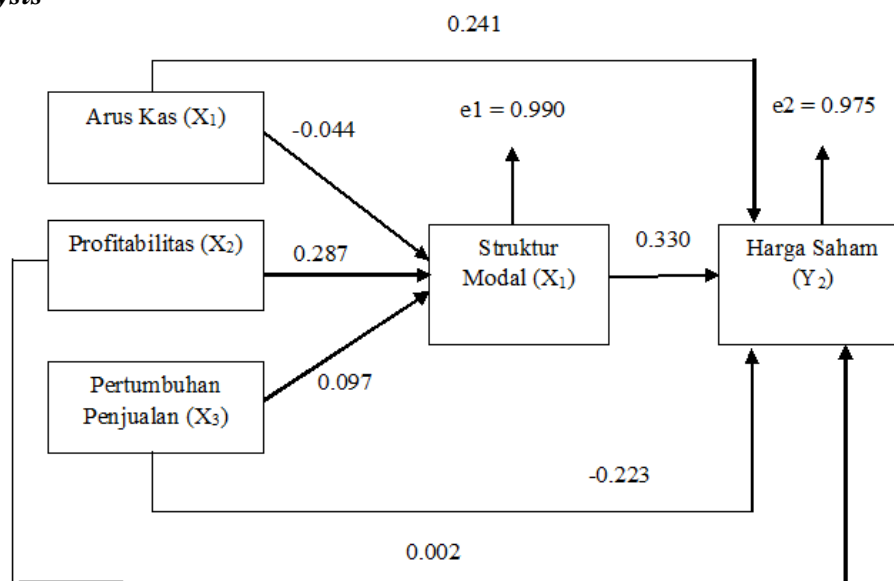 0.241
Arus Kas (X₁)
-0.044
e1 = 0.990
e2 = 0.975
Profitabilitas (X₂)
0.287
Struktur
Modal (X₁)
0.330
Harga Saham
(Y₂)
Pertumbuhan
Penjualan (X₃)
0.097
-0.223
0.002